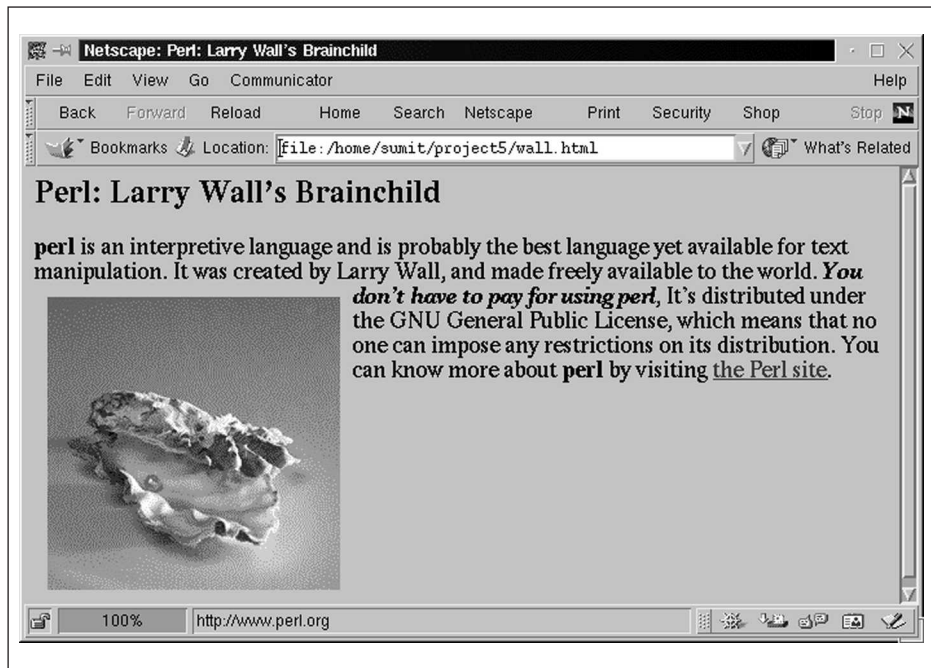 Netscape: Perl: Larry Wall's Brainchild
File Edit View Go Communicator Help
Back Forward Reload Home Search Netscape Print Security Shop Stop N
Bookmarks Location: file:/home/sumit/project5/wall.html What's Related
Perl: Larry Wall's Brainchild
perl is an interpretive language and is probably the best language yet available for text
manipulation. It was created by Larry Wall, and made freely available to the world. You
don't have to pay for using perl, It's distributed under
the GNU General Public License, which means that no
one can impose any restrictions on its distribution. You
can know more about perl by visiting the Perl site.
100% http://www.perl.org